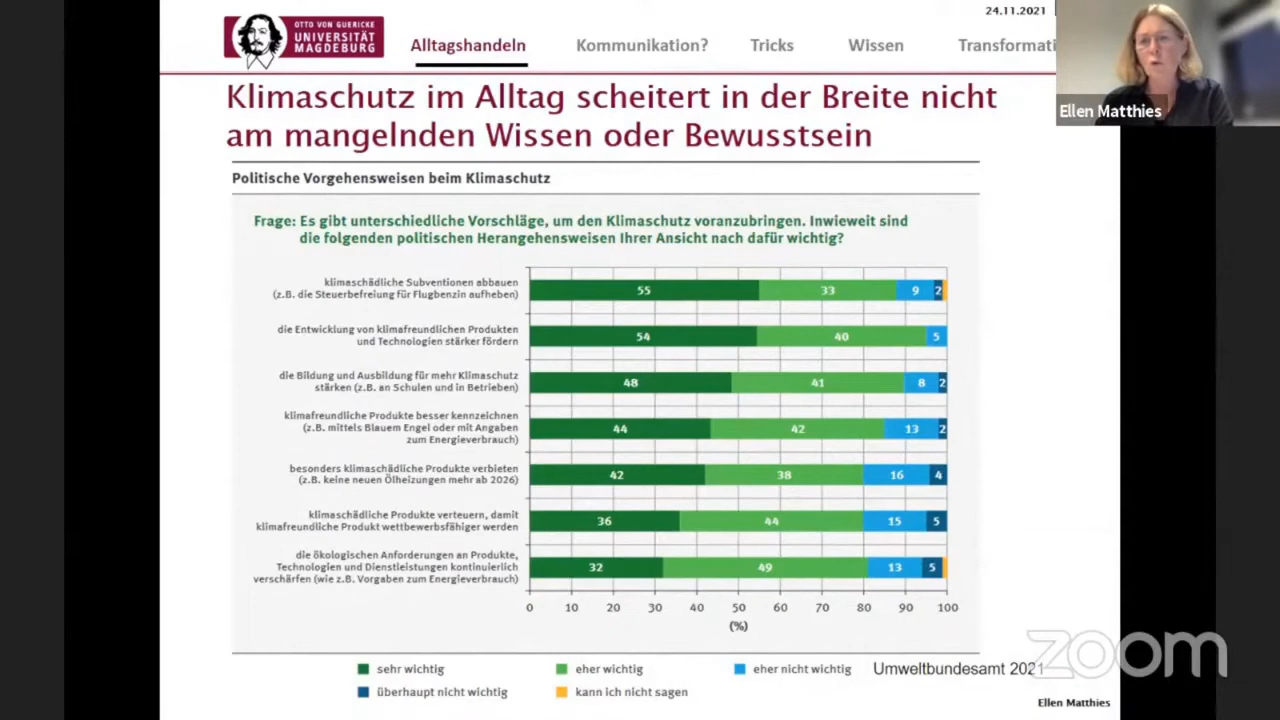 24.11.2021
OTTO VON GUERICKE
UNIVERSITÄT
MAGDEBURG
Alltagshandeln
Kommunikation?
Tricks
Wissen
Transformati
Ellen Matthies
Klimaschutz im Alltag scheitert in der Breite nicht
am mangelnden Wissen oder Bewusstsein
Politische Vorgehensweisen beim Klimaschutz
Frage: Es gibt unterschiedliche Vorschläge, um den Klimaschutz voranzubringen. Inwieweit sind
die folgenden politischen Herangehensweisen Ihrer Ansicht nach dafür wichtig?
klimaschädliche Subventionen abbauen
(z.B. die Steuerbefreiung für Flugbenzin aufheben)
55 33 9 2
die Entwicklung von klimafreundlichen Produkten
und Technologien stärker fördern
54 40 5
die Bildung und Ausbildung für mehr Klimaschutz
stärken (z.B. an Schulen und in Betrieben)
48 41 8 2
klimafreundliche Produkte besser kennzeichnen
(z.B. mittels Blauem Engel oder mit Angaben
zum Energieverbrauch)
44 42 13 2
besonders klimaschädliche Produkte verbieten
(z.B. keine neuen Ölheizungen mehr ab 2026)
42 38 16 4
klimaschädliche Produkte verteuern, damit
klimafreundliche Produkt wettbewerbsfähiger werden
36 44 15 5
die ökologischen Anforderungen an Produkte,
Technologien und Dienstleistungen kontinuierlich
verschärfen (wie z.B. Vorgaben zum Energieverbrauch)
32 49 13 5
0 10 20 30 40 50 60 70 80 90 100
(%)
sehr wichtig
eher wichtig
eher nicht wichtig
überhaupt nicht wichtig
kann ich nicht sagen
Umweltbundesamt 2021
zoom
Ellen Matthies